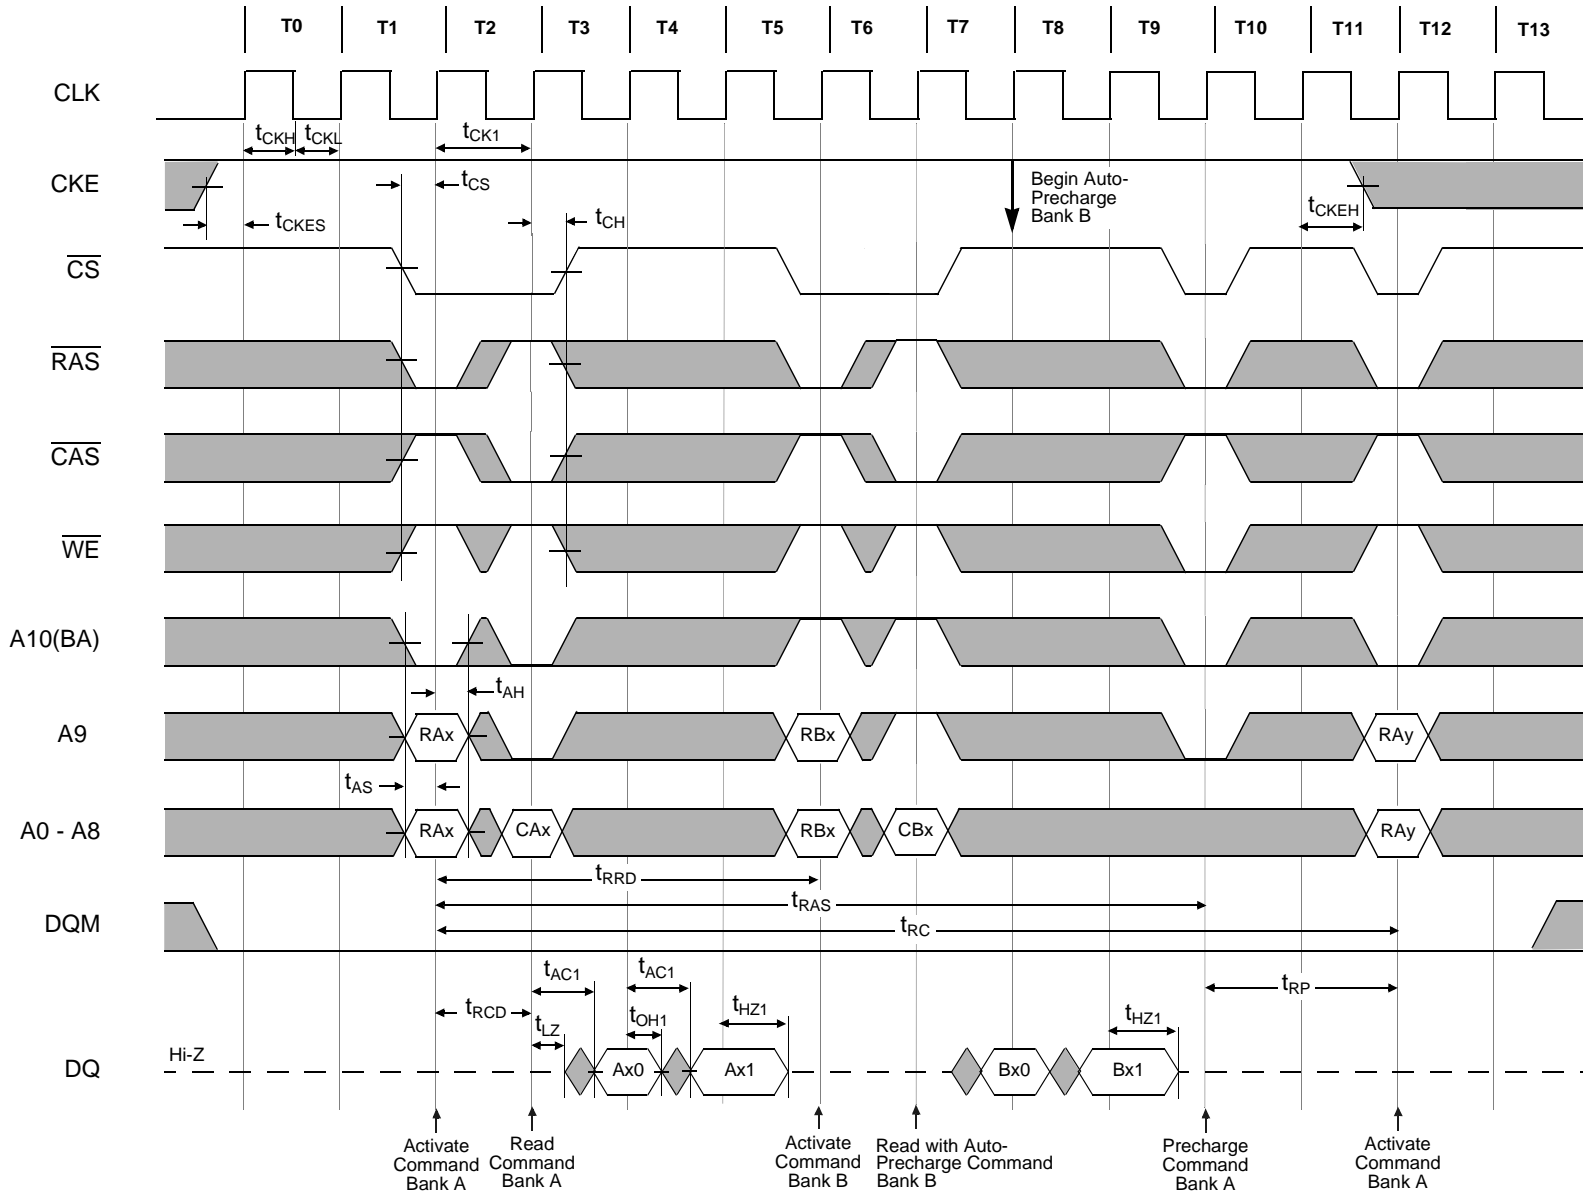 T0 T1 T2 T3 T4 T5 T6 T7 T8 T9 T10 T11 T12 T13
CLK
tCKH tCKL tCK1
CKE
tCS
Begin Auto-
Precharge
Bank B
tCKES
tCH
tCKEH
CS
RAS
CAS
WE
A10(BA)
tAH
A9
RAx RBx RAy
tAS
A0 - A8
RAx CAx RBx CBx RAy
tRRD
tRAS
DQM
tRC
tAC1 tAC1
tRCD
tLZ
tOH1
tHZ1
tRP
tHZ1
Hi-Z
DQ
Ax0 Ax1 Bx0 Bx1
Activate
Command
Bank A
Read
Command
Bank A
Activate
Command
Bank B
Read with Auto-
Precharge Command
Bank B
Precharge
Command
Bank A
Activate
Command
Bank A